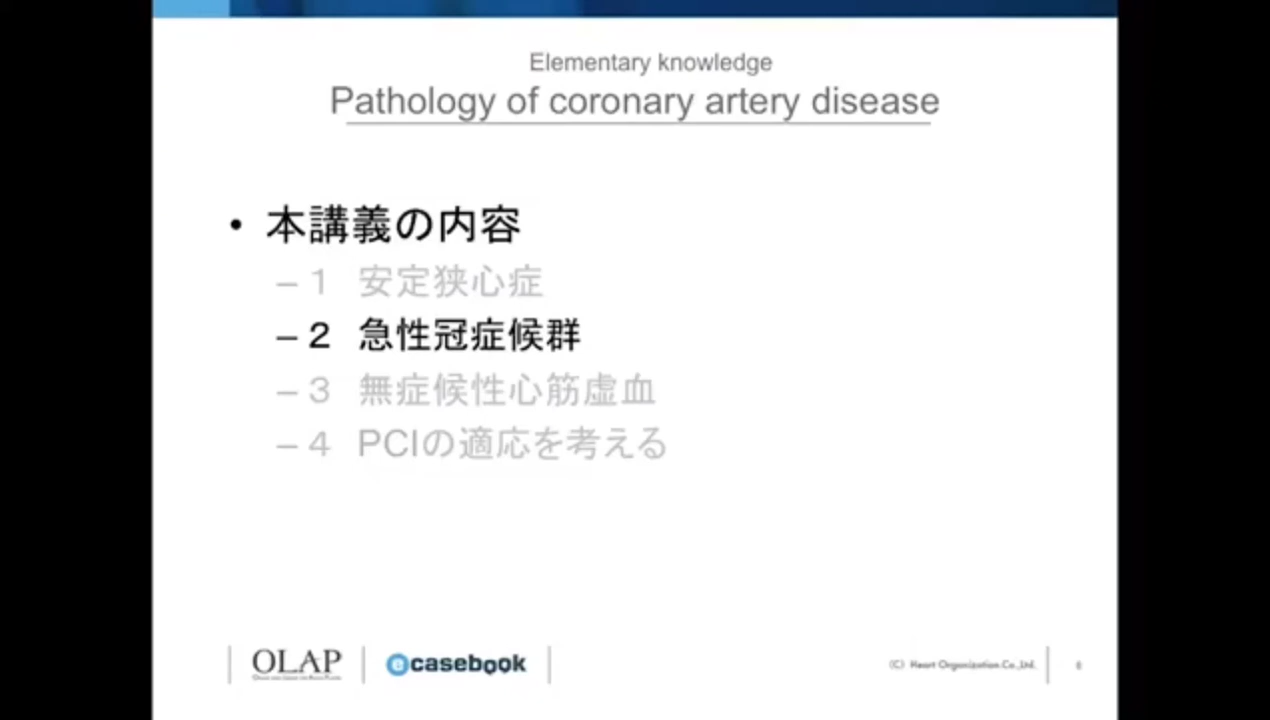 Elementary knowledge
Pathology of coronary artery disease
• 本講義の内容
– 1 安定狭心症
– 2 急性冠症候群
– 3 無症候性心筋虚血
– 4 PCIの適応を考える
OLAP
ecasebook
(C) Heart Organization.Co.,Ltd.
6